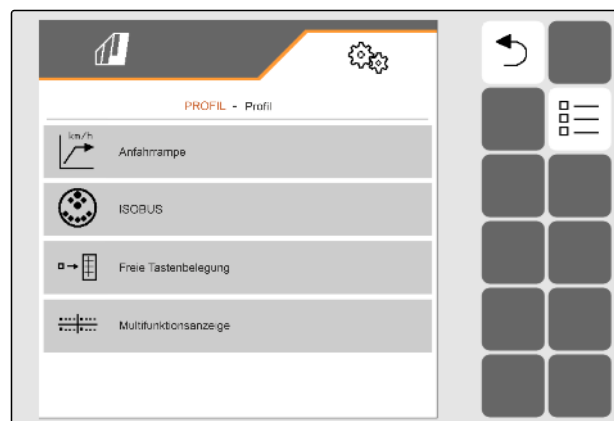 PROFIL - Profil
km/h
Anfahrrampe
ISOBUS
Freie Tastenbelegung
Multifunktionsanzeige